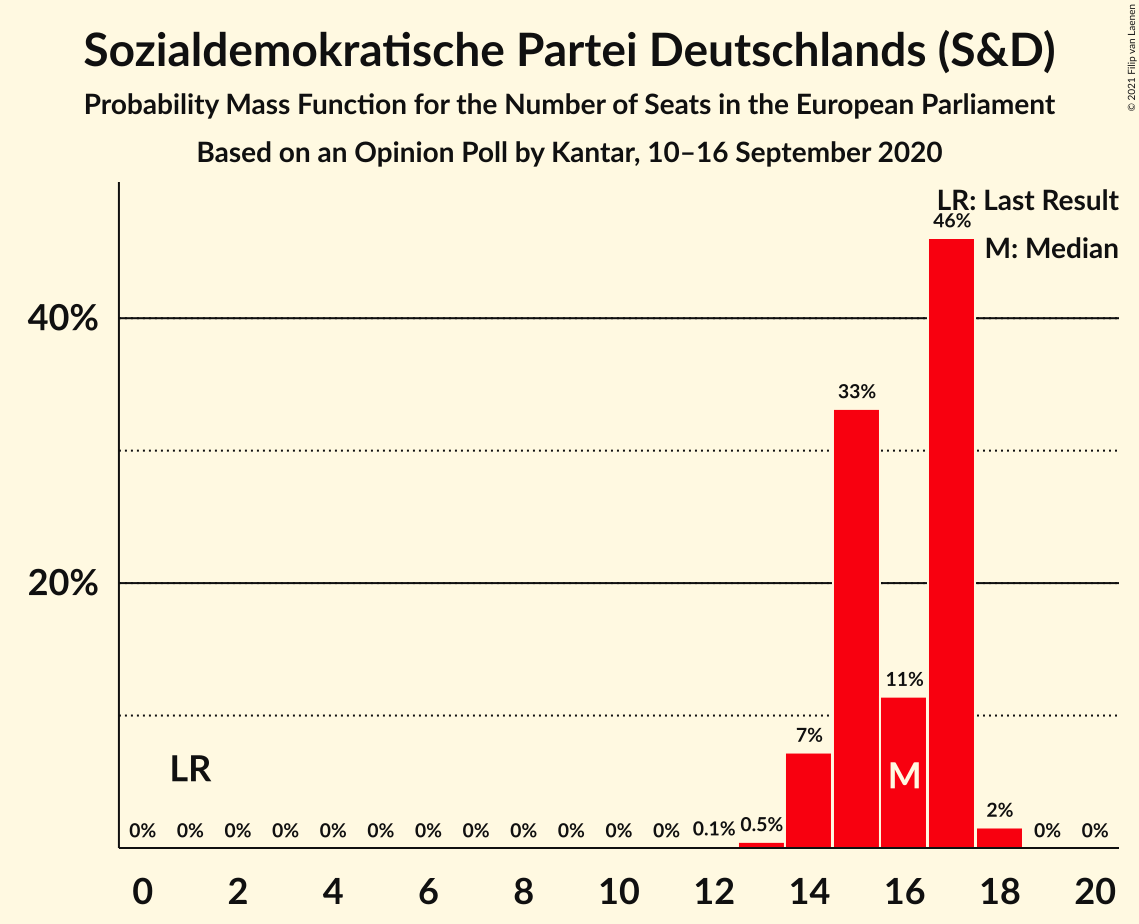 Sozialdemokratische Partei Deutschlands (S&D)
Probability Mass Function for the Number of Seats in the European Parliament
Based on an Opinion Poll by Kantar, 10–16 September 2020
© 2021 Filip van Laenen
LR: Last Result
M: Median
46%
40%
33%
20%
11%
7%
LR
M
0% 0% 0% 0% 0% 0% 0% 0% 0% 0% 0% 0% 0.1% 0.5% 2% 0% 0%
0 2 4 6 8 10 12 14 16 18 20